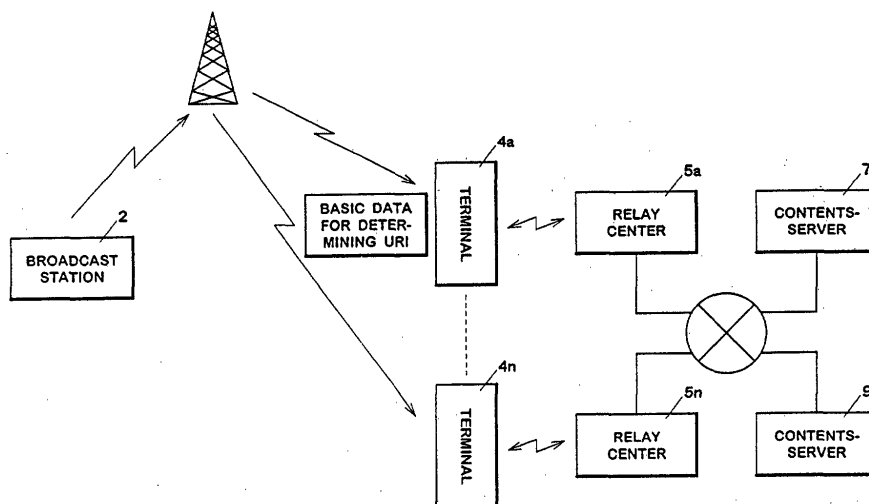 4a
5a
7
TERMINAL
RELAY
CENTER
CONTENTS-
SERVER
2
BROADCAST
STATION
BASIC DATA
FOR DETER-
MINING URI
4n
5n
9
TERMINAL
RELAY
CENTER
CONTENTS-
SERVER